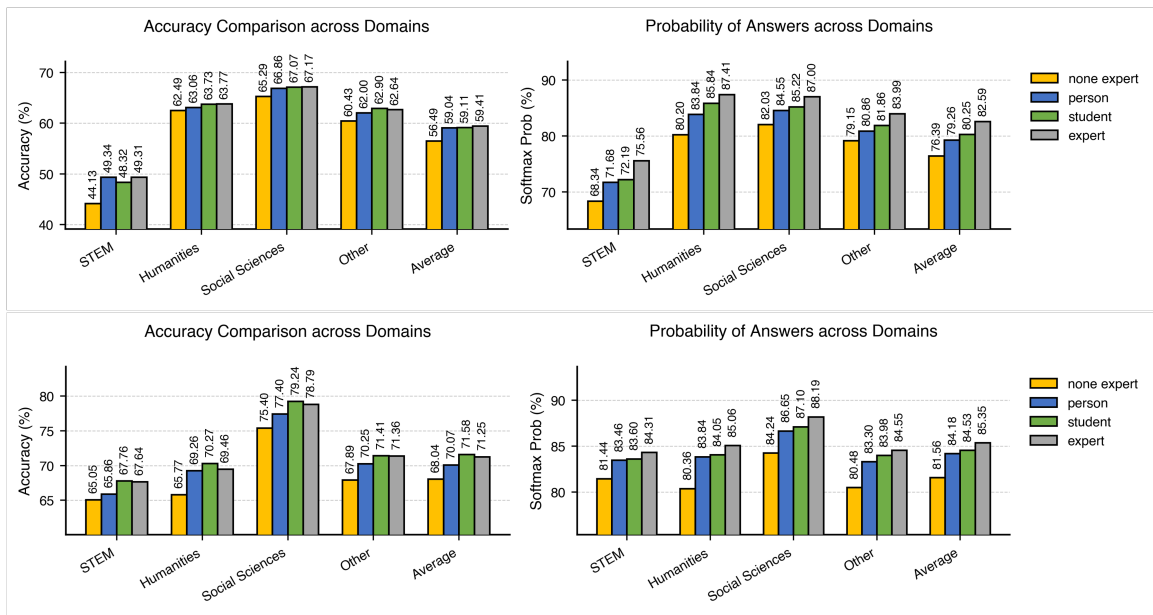 Accuracy Comparison across Domains
Accuracy (%)
70
60
50
40
44.13
49.34
48.32
49.31
62.49
63.06
63.73
63.77
65.29
66.86
67.07
67.17
60.43
62.00
62.90
62.64
56.49
59.04
59.11
59.41
STEM
Humanities
Social Sciences
Other
Average
Probability of Answers across Domains
Softmax Prob (%)
90
80
70
68.34
71.68
72.19
75.56
80.20
83.84
85.84
87.41
82.03
84.55
85.22
87.00
79.15
80.86
81.86
83.99
76.39
79.26
80.25
82.59
STEM
Humanities
Social Sciences
Other
Average
none expert
person
student
expert
Accuracy Comparison across Domains
Accuracy (%)
80
75
70
65
65.05
65.86
67.76
67.64
65.77
69.26
70.27
69.46
75.40
77.40
79.24
78.79
67.89
70.25
71.41
71.36
68.04
70.07
71.58
71.25
STEM
Humanities
Social Sciences
Other
Average
Probability of Answers across Domains
Softmax Prob (%)
90
85
80
81.44
83.46
83.60
84.31
80.36
83.84
84.05
85.06
84.24
86.65
87.10
88.19
80.48
83.30
83.98
84.55
81.56
84.18
84.53
85.35
STEM
Humanities
Social Sciences
Other
Average
none expert
person
student
expert